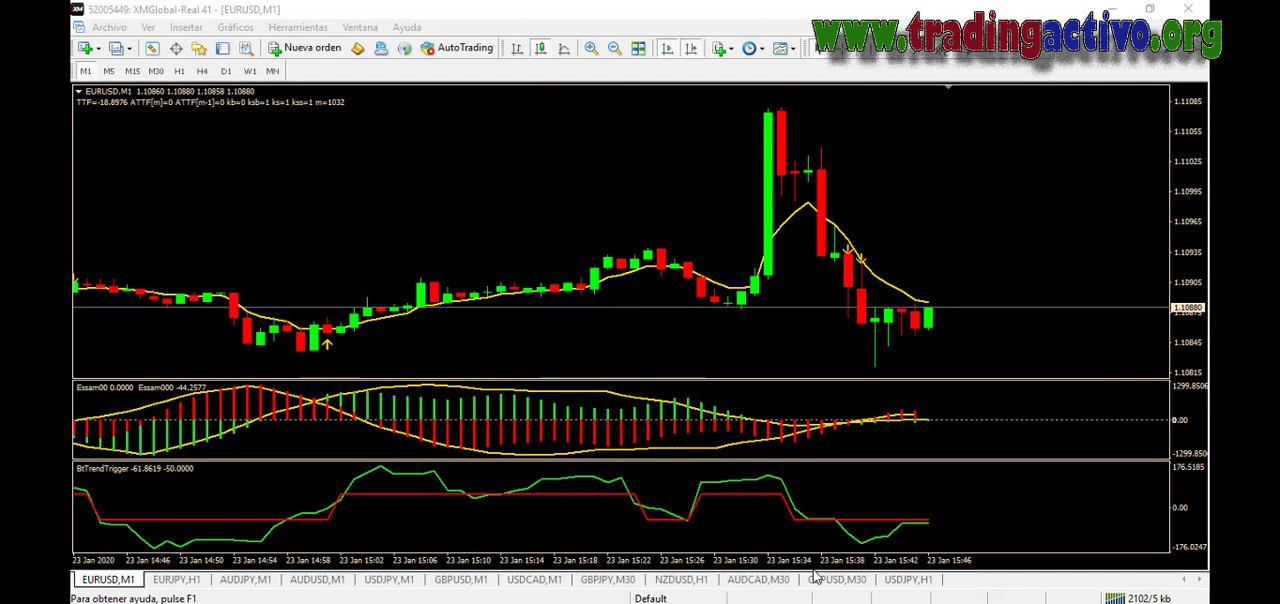 52005449: XMGlobal-Real 41 - [EURUSD,M1]
www.tradingactivo.org
Archivo Ver Insertar Gráficos Herramientas Ventana Ayuda
Nueva orden AutoTrading
M1 M5 M15 M30 H1 H4 D1 W1 MN
EURUSD,M1 1.10860 1.10880 1.10858 1.10880
TTF=-18.8976 ATTF[m]=0 ATTF[m-1]=0 kb=0 ksb=1 ks=1 kss=1 m=1032
1.11085
1.11055
1.11025
1.10995
1.10965
1.10935
1.10905
1.10880
1.10875
1.10845
1.10815
Essam00 0.0000 Essam000 -44.2577
1299.8506
0.00
-1299.850
BtTrendTrigger -61.8619 -50.0000
176.5185
0.00
-176.0247
23 Jan 2020 23 Jan 14:46 23 Jan 14:50 23 Jan 14:54 23 Jan 14:58 23 Jan 15:02 23 Jan 15:06 23 Jan 15:10 23 Jan 15:14 23 Jan 15:18 23 Jan 15:22 23 Jan 15:26 23 Jan 15:30 23 Jan 15:34 23 Jan 15:38 23 Jan 15:42 23 Jan 15:46
EURUSD,M1 EURJPY,H1 AUDJPY,M1 AUDUSD,M1 USDJPY,M1 GBPUSD,M1 USDCAD,M1 GBPJPY,M30 NZDUSD,H1 AUDCAD,M30 USDJPY,H1
Para obtener ayuda, pulse F1 Default 2102/5 kb